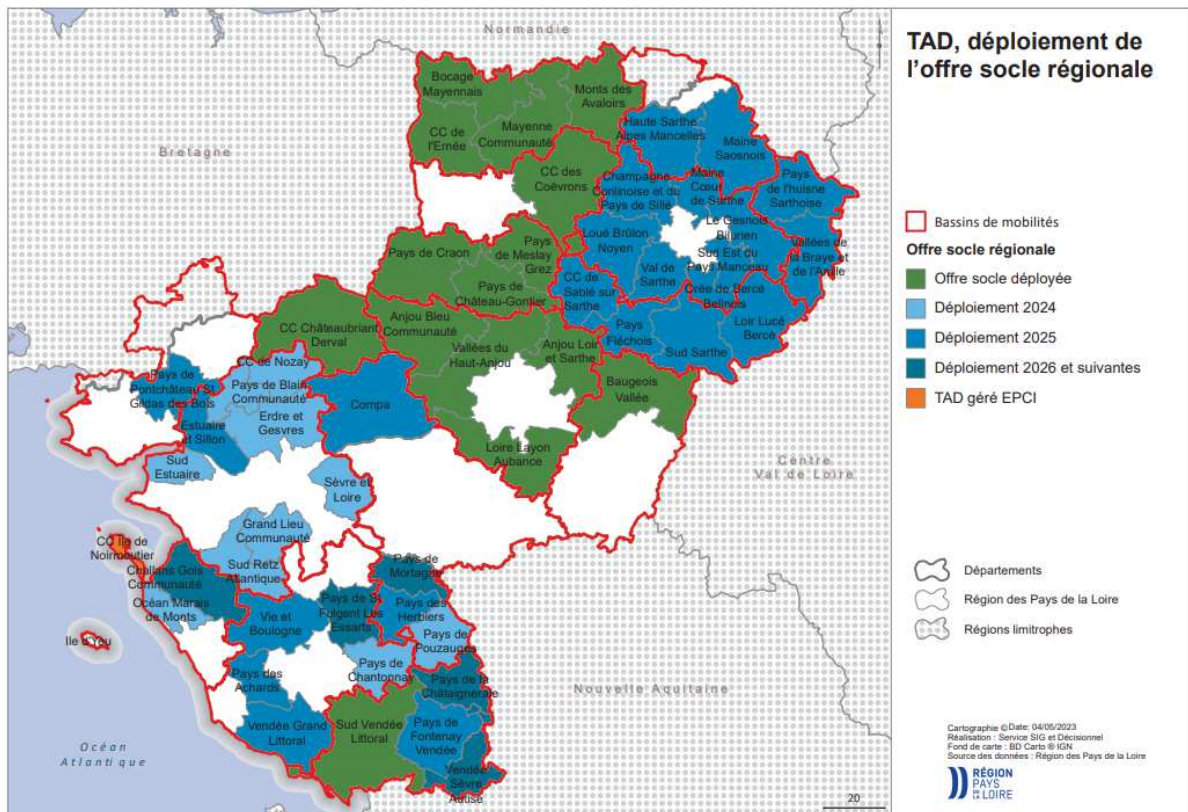 TAD, déploiement de
l'offre socle régionale
Bassins de mobilités
Offre socle régionale
Offre socle déployée
Déploiement 2024
Déploiement 2025
Déploiement 2026 et suivantes
TAD géré EPCI
Départements
Région des Pays de la Loire
Régions limitrophes
Cartographie © Date: 04/05/2023
Réalisation : Service SIG et Décisionnel
Fond de carte : BD Carto ® IGN
Source des données : Région des Pays de la Loire
RÉGION
PAYS
DE LA LOIRE
20
Normandie
Bretagne
Centre
Val de Loire
Nouvelle Aquitaine
Océan
Atlantique
Bocage
Mayennais
Monts des
Avaloirs
CC de
l'Ernée
Mayenne
Communauté
CC des
Coëvrons
Haute Sarthe
Alpes Mancelles
Maine
Saosnois
Champagne
Conlinoise et du
Pays de Sillé
Maine
Cœur
de Sarthe
Pays
de l'huisne
Sarthoise
Le Gesnois
Bilurien
Loué Brûlon
Noyen
Val de
Sarthe
Sud Est du
Pays Manceau
Vallées de
la Braye et
de l'Anille
Orée de Bercé
Belinois
CC de
Sablé sur
Sarthe
Pays
Fléchois
Sud Sarthe
Loir Lucé
Bercé
Pays de Craon
Pays
de Meslay
Grez
Pays de
Château-Gontier
CC Châteaubriant
Derval
Anjou Bleu
Communauté
Vallées du
Haut-Anjou
Anjou Loir
et Sarthe
Baugeois
Vallée
Loire Layon
Aubance
CC de Nozay
Pays de Blain
Communauté
Erdre et
Gesvres
Compa
Pays de
Pontchâteau St
Gildas des Bois
Estuaire
et Sillon
Sud
Estuaire
Sèvre et
Loire
Grand Lieu
Communauté
Sud Retz
Atlantique
CC Ile de
Noirmoutier
Challans Gois
Communauté
Océan Marais
de Monts
Ile d'Yeu
Vie et
Boulogne
Pays de St
Fulgent Les
Essarts
Pays de
Mortagne
Pays des
Herbiers
Pays de
Pouzauges
Pays de
Chantonnay
Pays des
Achards
Pays de la
Châtaigneraie
Vendée Grand
Littoral
Sud Vendée
Littoral
Pays de
Fontenay
Vendée
Vendée
Sèvre
Autise